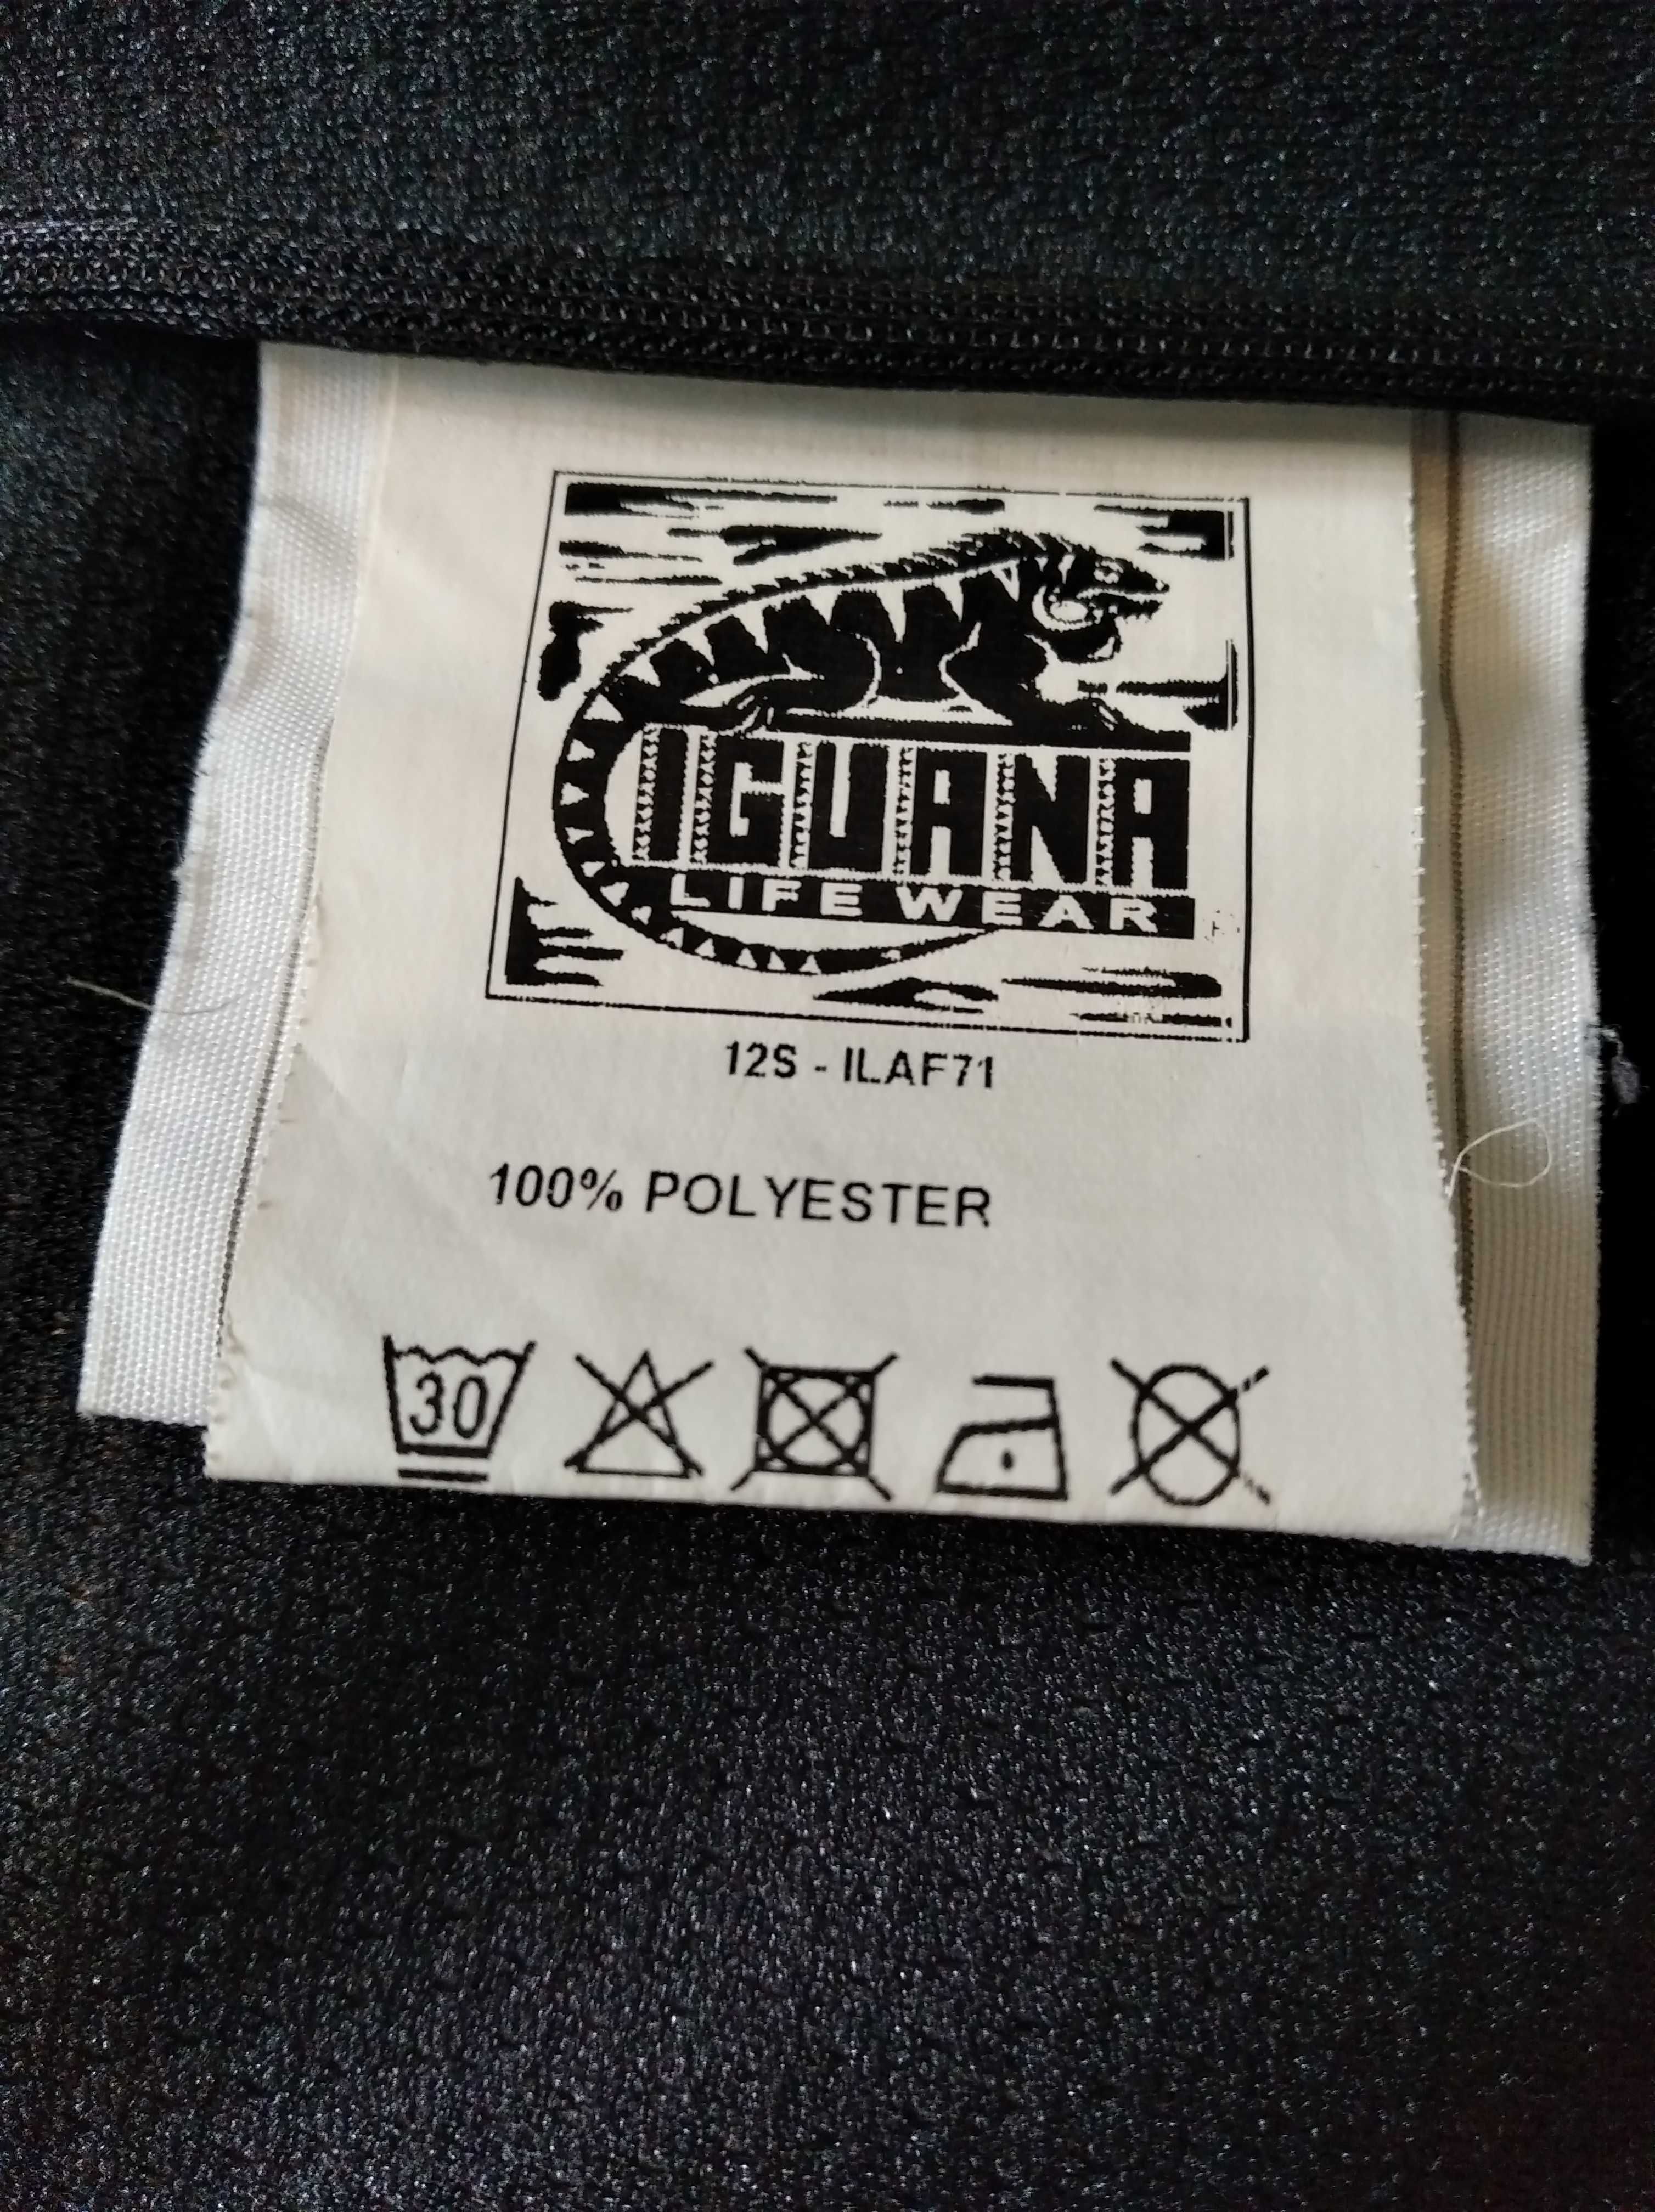 IGUANA
LIFE WEAR
12S - ILAF71
100% POLYESTER
30